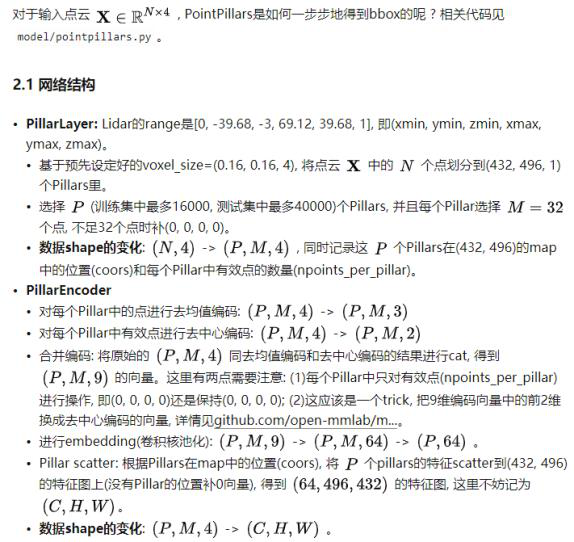 对于输入点云 X ∈ ℝ^{N×4} , PointPillars是如何一步步地得到bbox的呢？相关代码见
model/pointpillars.py 。
2.1 网络结构
• PillarLayer: Lidar的range是[0, -39.68, -3, 69.12, 39.68, 1], 即(xmin, ymin, zmin, xmax,
ymax, zmax)。
• 基于预先设定好的voxel_size=(0.16, 0.16, 4), 将点云 X 中的 N 个点划分到(432, 496, 1)
个Pillars里。
• 选择 P (训练集中最多16000, 测试集中最多40000)个Pillars, 并且每个Pillar选择 M = 32
个点, 不足32个点时补(0, 0, 0, 0)。
• 数据shape的变化: (N, 4) -> (P, M, 4) , 同时记录这 P 个Pillars在(432, 496)的map
中的位置(coors)和每个Pillar中有效点的数量(npoints_per_pillar)。
• PillarEncoder
• 对每个Pillar中的点进行去均值编码: (P, M, 4) -> (P, M, 3)
• 对每个Pillar中有效点进行去中心编码: (P, M, 4) -> (P, M, 2)
• 合并编码: 将原始的 (P, M, 4) 同去均值编码和去中心编码的结果进行cat, 得到
(P, M, 9) 的向量。这里有两点需要注意: (1)每个Pillar中只对有效点(npoints_per_pillar)
进行操作, 即(0, 0, 0, 0)还是保持(0, 0, 0, 0); (2)这应该是一个trick, 把9维编码向量中的前2维
换成去中心编码的向量, 详情见github.com/open-mmlab/m...。
• 进行embedding(卷积核池化): (P, M, 9) -> (P, M, 64) -> (P, 64) 。
• Pillar scatter: 根据Pillars在map中的位置(coors), 将 P 个pillars的特征scatter到(432, 496)
的特征图上(没有Pillar的位置补0向量), 得到 (64, 496, 432) 的特征图, 这里不妨记为
(C, H, W) 。
• 数据shape的变化: (P, M, 4) -> (C, H, W) 。